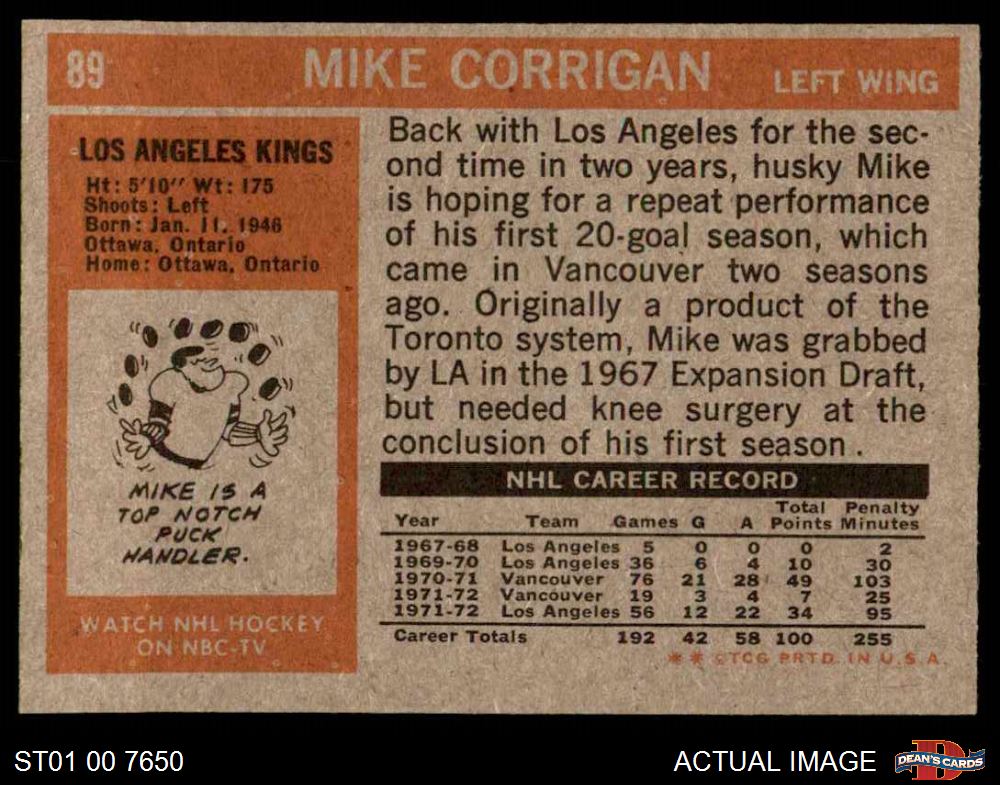 89 MIKE CORRIGAN LEFT WING
LOS ANGELES KINGS
Ht: 5'10" Wt: 175
Shoots: Left
Born: Jan. 11, 1946
Ottawa, Ontario
Home: Ottawa, Ontario
MIKE IS A
TOP NOTCH
PUCK
HANDLER.
WATCH NHL HOCKEY
ON NBC-TV
Back with Los Angeles for the sec-
ond time in two years, husky Mike
is hoping for a repeat performance
of his first 20-goal season, which
came in Vancouver two seasons
ago. Originally a product of the
Toronto system, Mike was grabbed
by LA in the 1967 Expansion Draft,
but needed knee surgery at the
conclusion of his first season.
NHL CAREER RECORD
Total Penalty
Year Team Games G A Points Minutes
1967-68 Los Angeles 5 0 0 0 2
1969-70 Los Angeles 36 6 4 10 30
1970-71 Vancouver 76 21 28 49 103
1971-72 Vancouver 19 3 4 7 25
1971-72 Los Angeles 56 12 22 34 95
Career Totals 192 42 58 100 255
** ©TCG PRTD. IN U.S.A.
ST01 00 7650 ACTUAL IMAGE DEAN'S CARDS